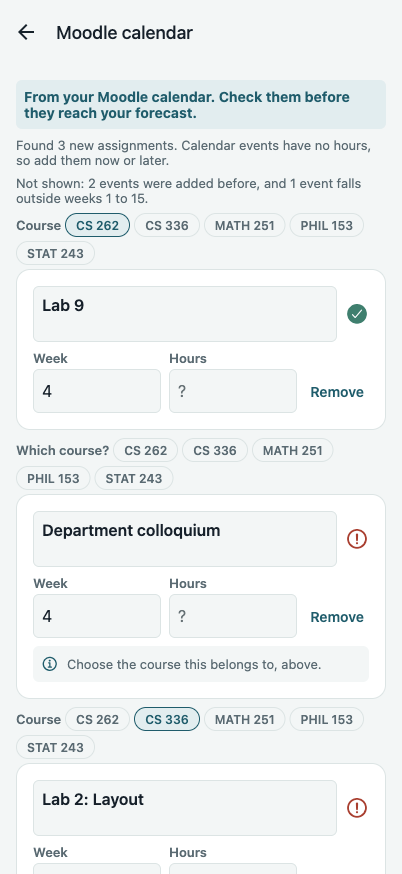 Moodle calendar
From your Moodle calendar. Check them before
they reach your forecast.
Found 3 new assignments. Calendar events have no hours,
so add them now or later.
Not shown: 2 events were added before, and 1 event falls
outside weeks 1 to 15.
Course CS 262 CS 336 MATH 251 PHIL 153
STAT 243
Lab 9
Week Hours
4 ? Remove
Which course? CS 262 CS 336 MATH 251
PHIL 153 STAT 243
Department colloquium
Week Hours
4 ? Remove
Choose the course this belongs to, above.
Course CS 262 CS 336 MATH 251 PHIL 153
STAT 243
Lab 2: Layout
Week Hours